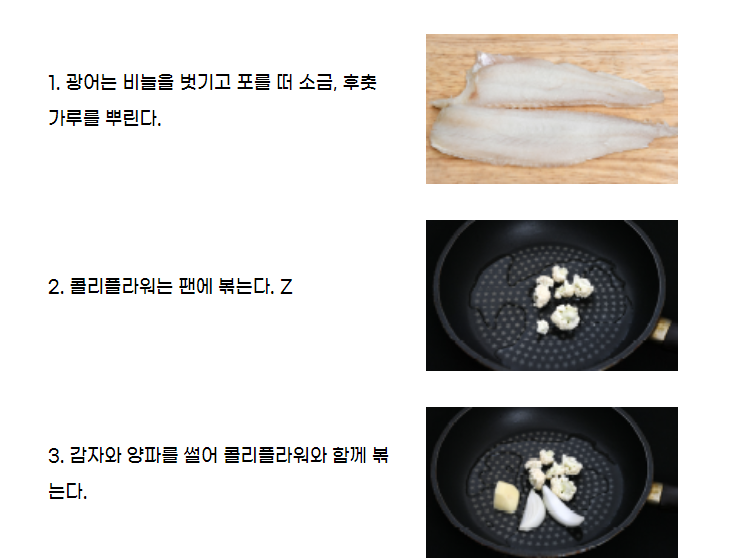 1. 광어는 비늘을 벗기고 포를 떠 소금, 후춧
가루를 뿌린다.
2. 콜리플라워는 팬에 볶는다. Z
3. 감자와 양파를 썰어 콜리플라워와 함께 볶
는다.